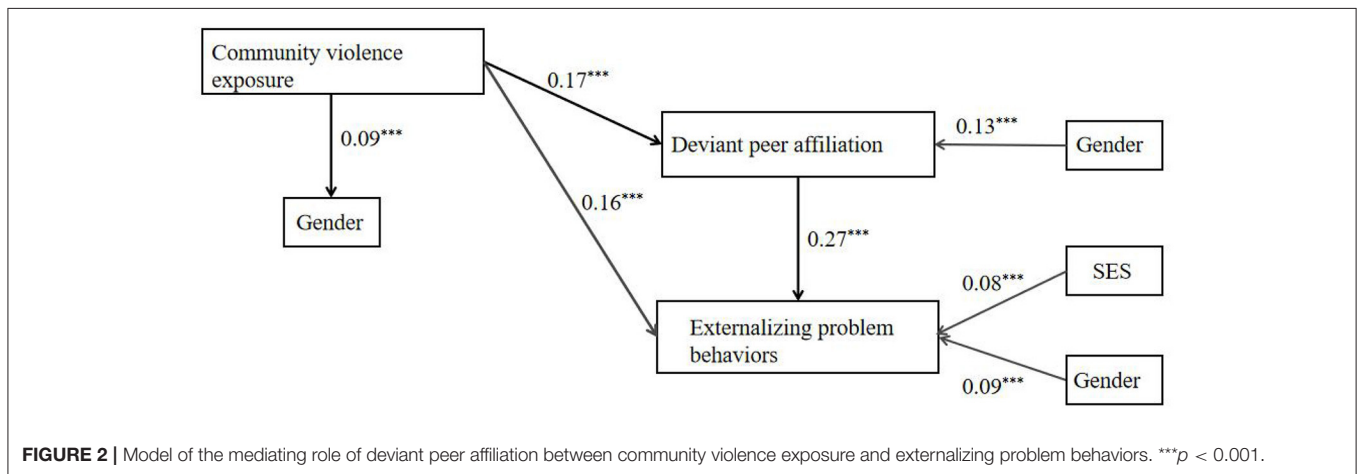 Community violence
exposure
0.17***
0.09***
Deviant peer affiliation
0.13***
Gender
Gender
0.16***
0.27***
SES
0.08***
Externalizing problem
behaviors
0.09***
Gender
FIGURE 2 | Model of the mediating role of deviant peer affiliation between community violence exposure and externalizing problem behaviors. ***p < 0.001.